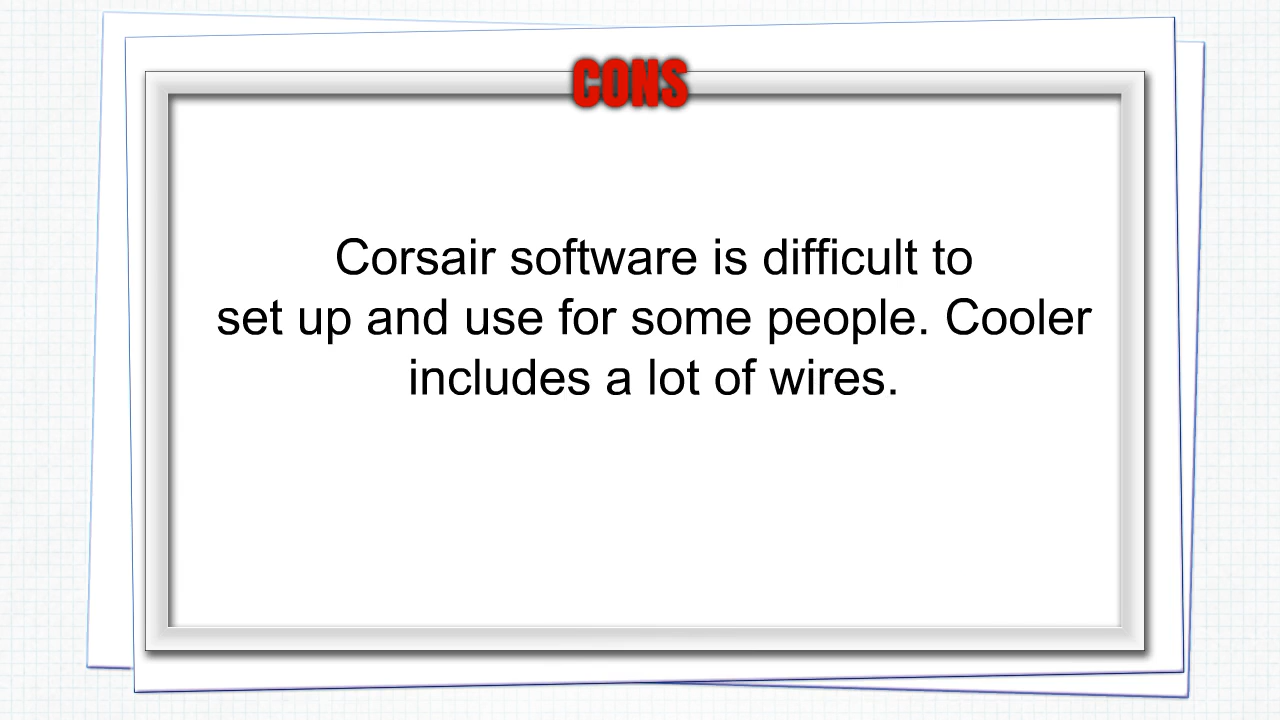 CONS
Corsair software is difficult to
set up and use for some people. Cooler
includes a lot of wires.